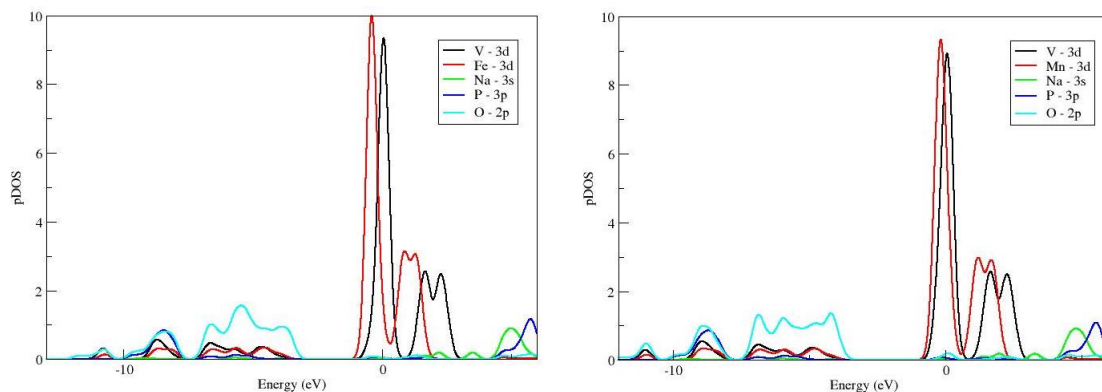 10
8
6
4
2
0
pDOS
-10
0
Energy (eV)
V - 3d
Fe - 3d
Na - 3s
P - 3p
O - 2p
10
8
6
4
2
0
pDOS
-10
0
Energy (eV)
V - 3d
Mn - 3d
Na - 3s
P - 3p
O - 2p